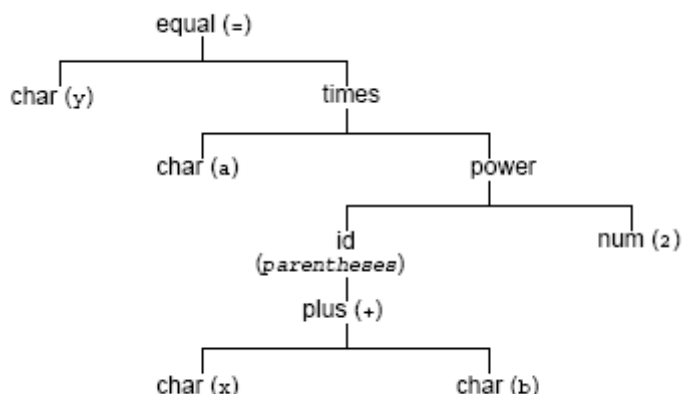 equal (=)
char (y) times
char (a) power
id num (2)
(parentheses)
plus (+)
char (x) char (b)